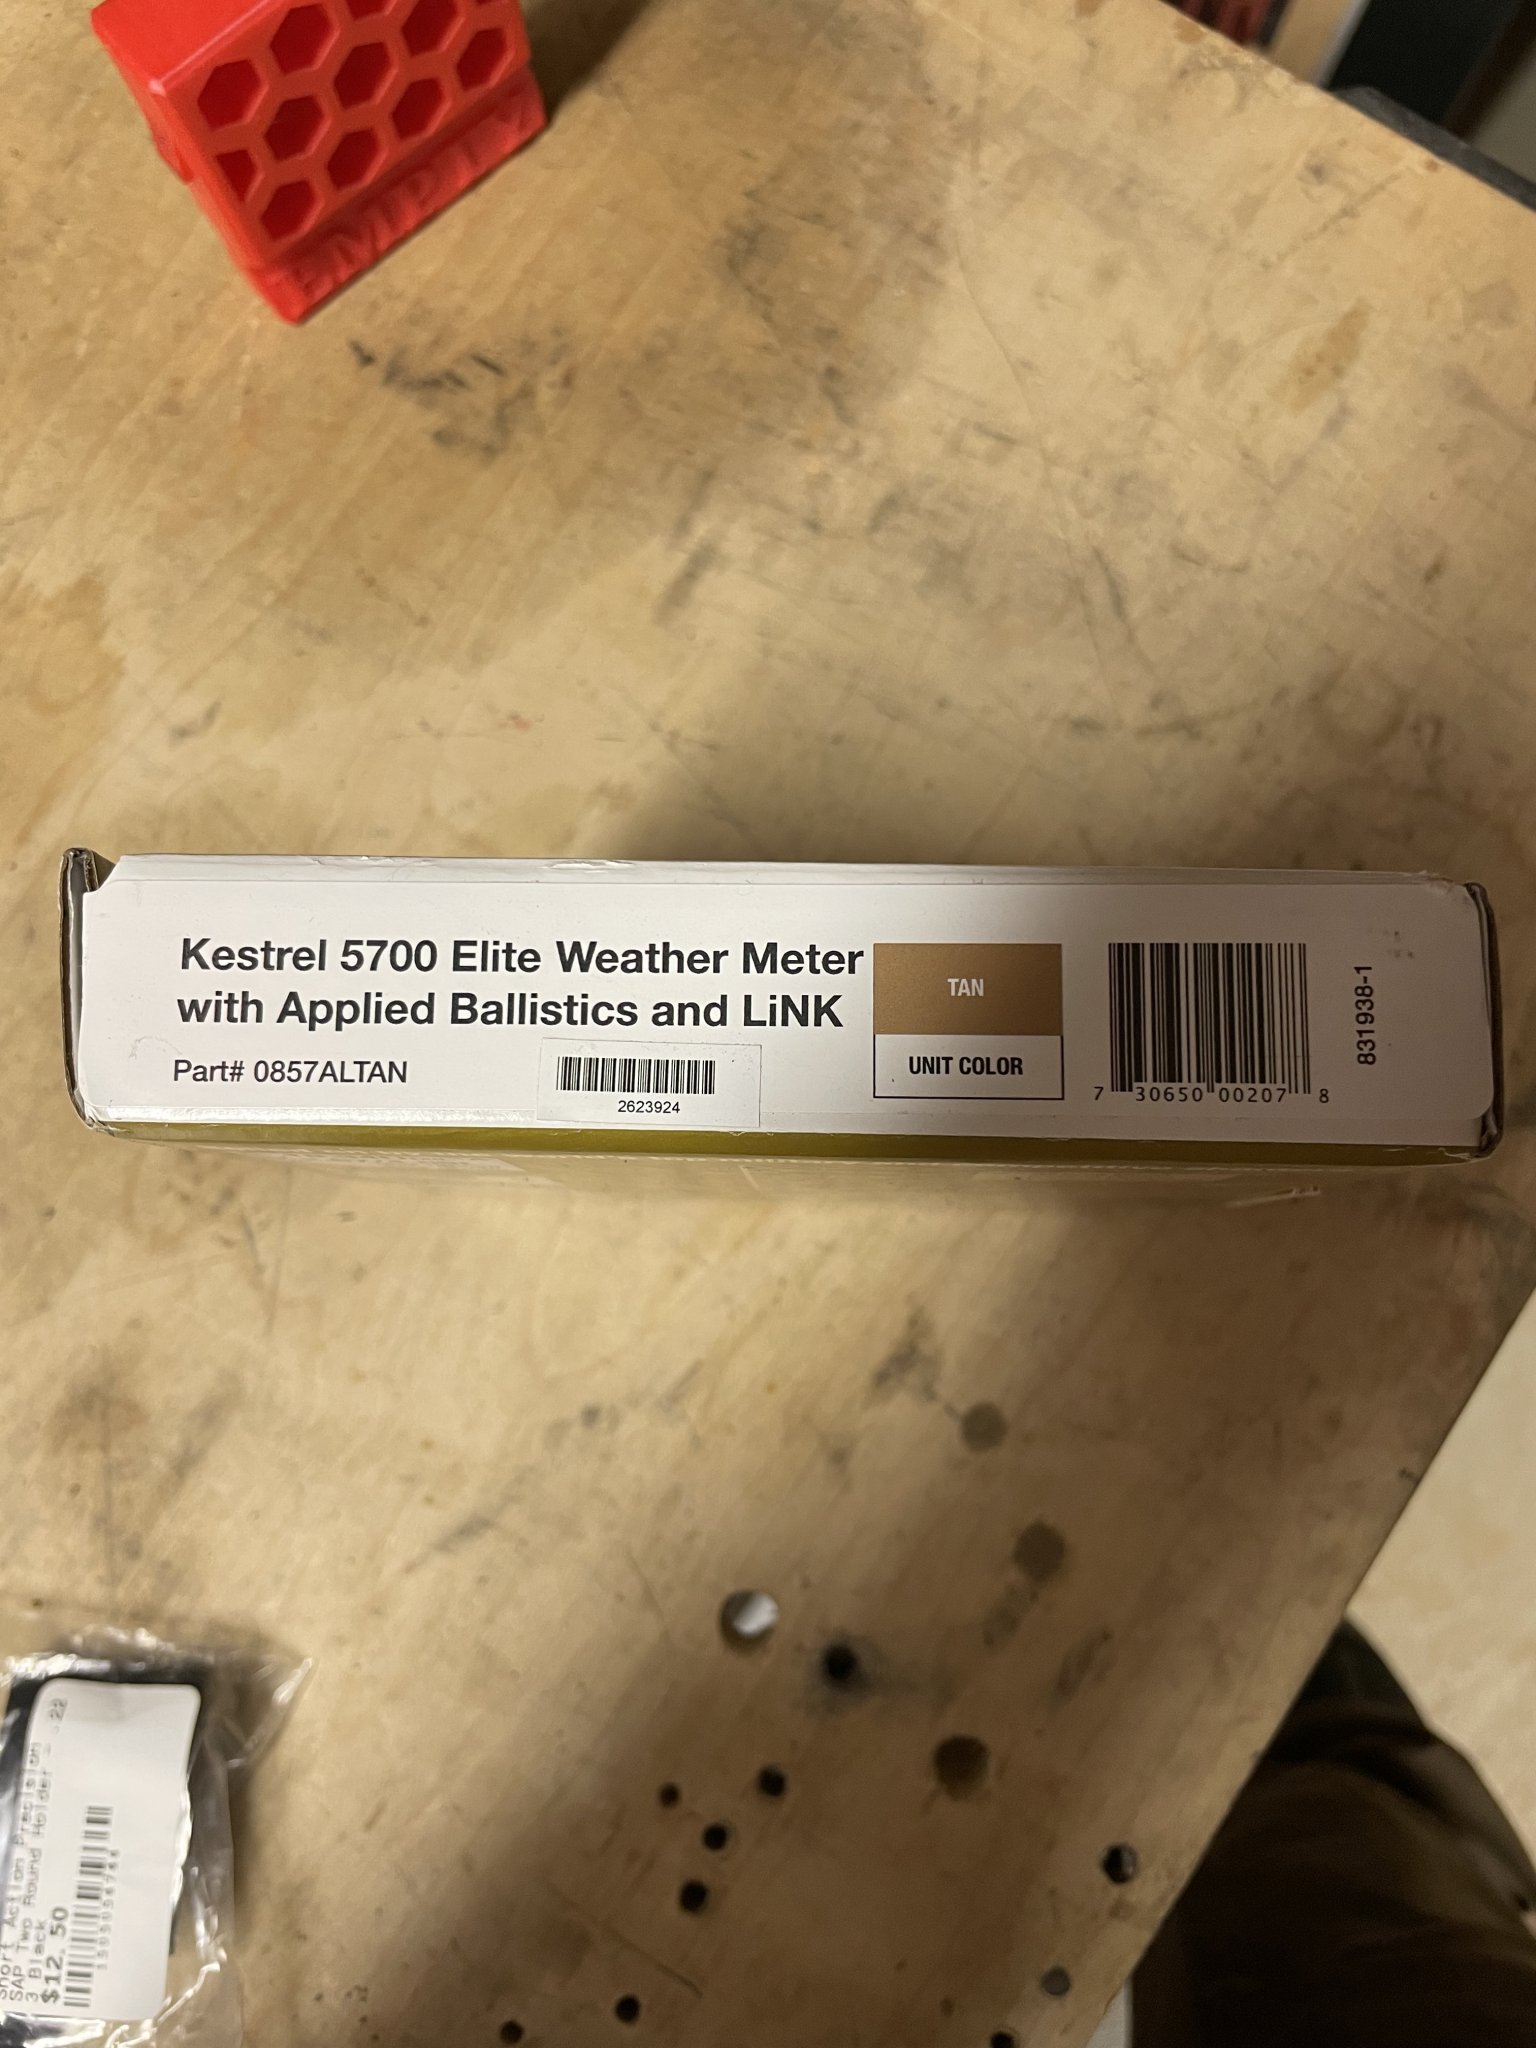 EMPTY
Kestrel 5700 Elite Weather Meter
with Applied Ballistics and LiNK
Part# 0857ALTAN
2623924
TAN
UNIT COLOR
7 30650 00207 8
831938-1
Short Action Precision
SAP Two Round Holder
3 Black
$12.50